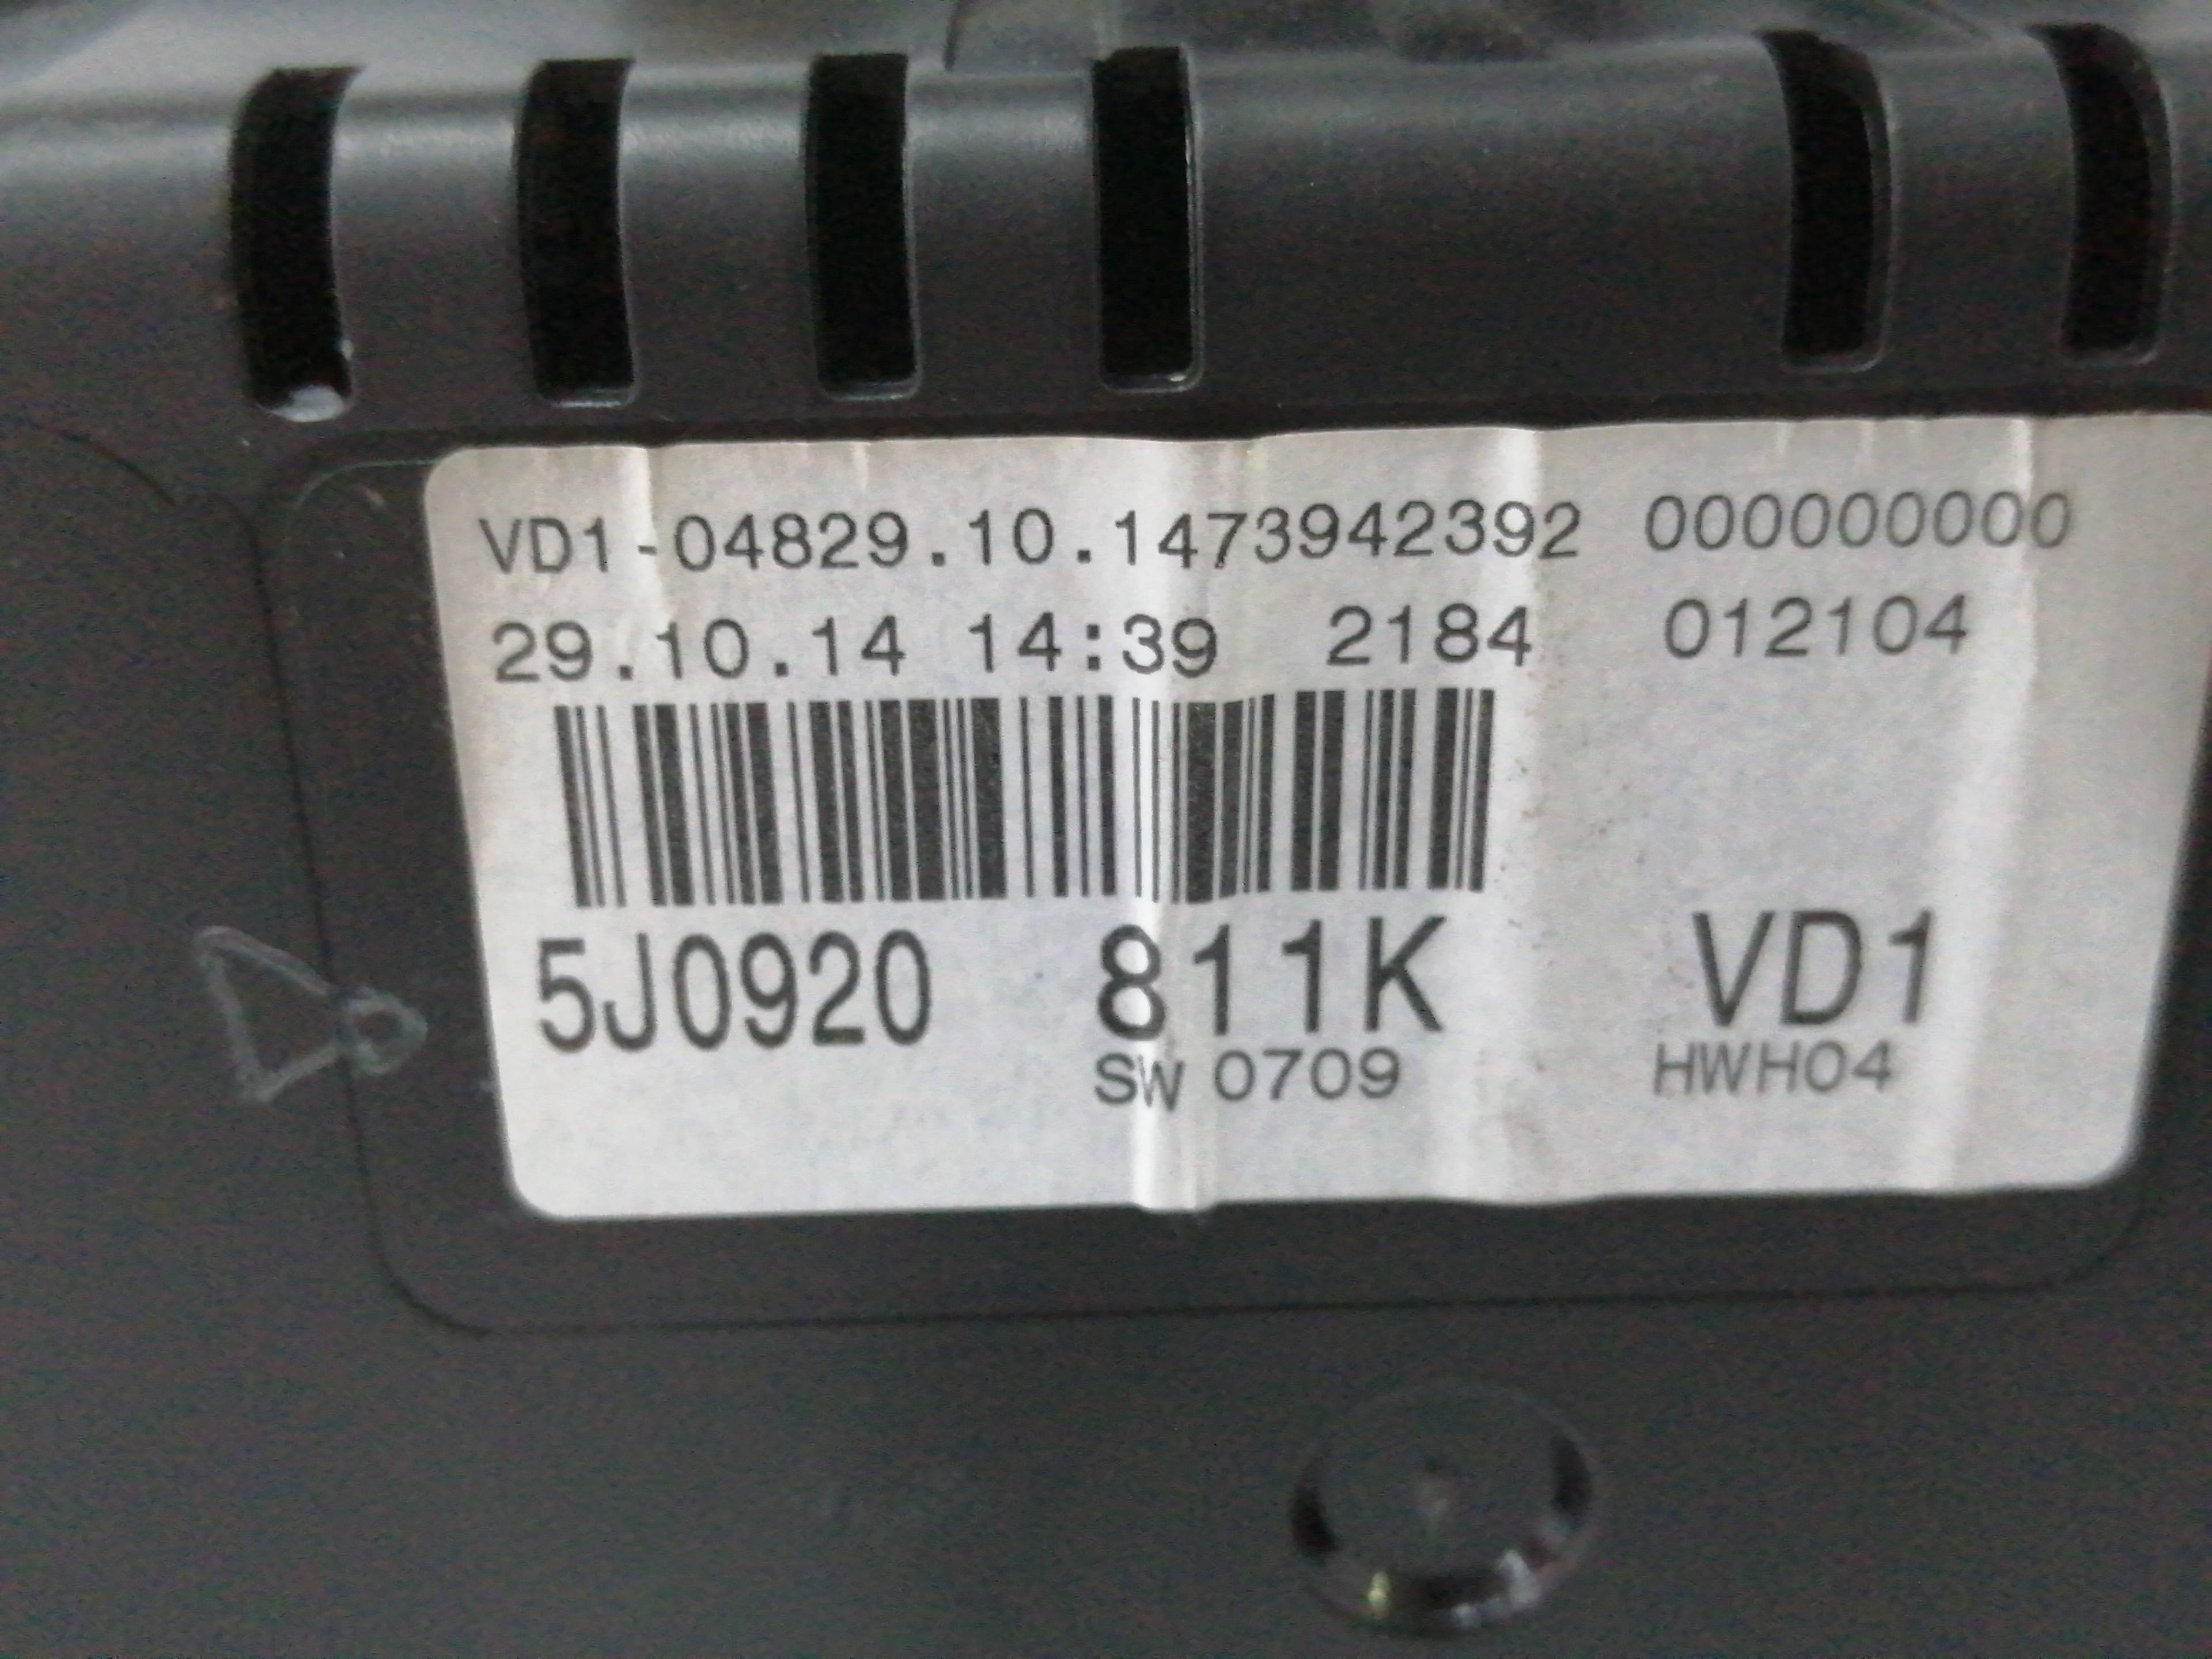 VD1-04829.10.1473942392 000000000
29.10.14 14:39 2184 012104
5J0920 811K VD1
SW 0709 HWH04